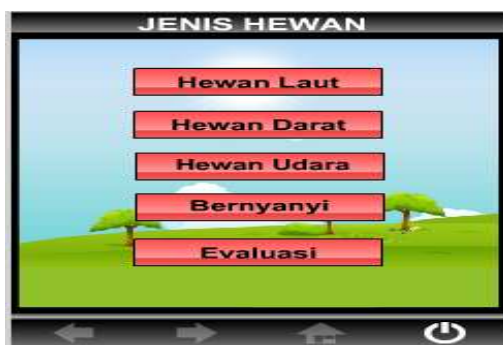 JENIS HEWAN
Hewan Laut
Hewan Darat
Hewan Udara
Bernyanyi
Evaluasi